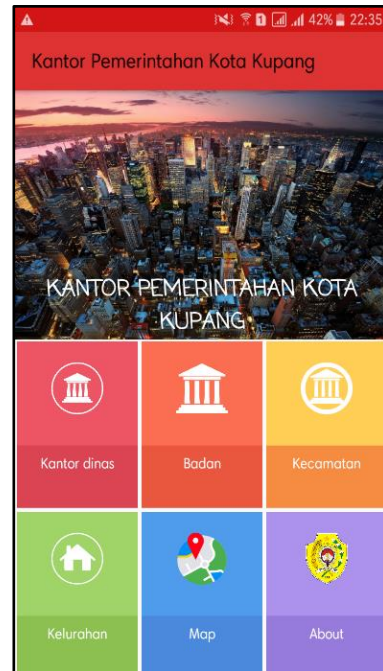 42% 22:35
Kantor Pemerintahan Kota Kupang
KANTOR PEMERINTAHAN KOTA
KUPANG
Kantor dinas Badan Kecamatan
Kelurahan Map About